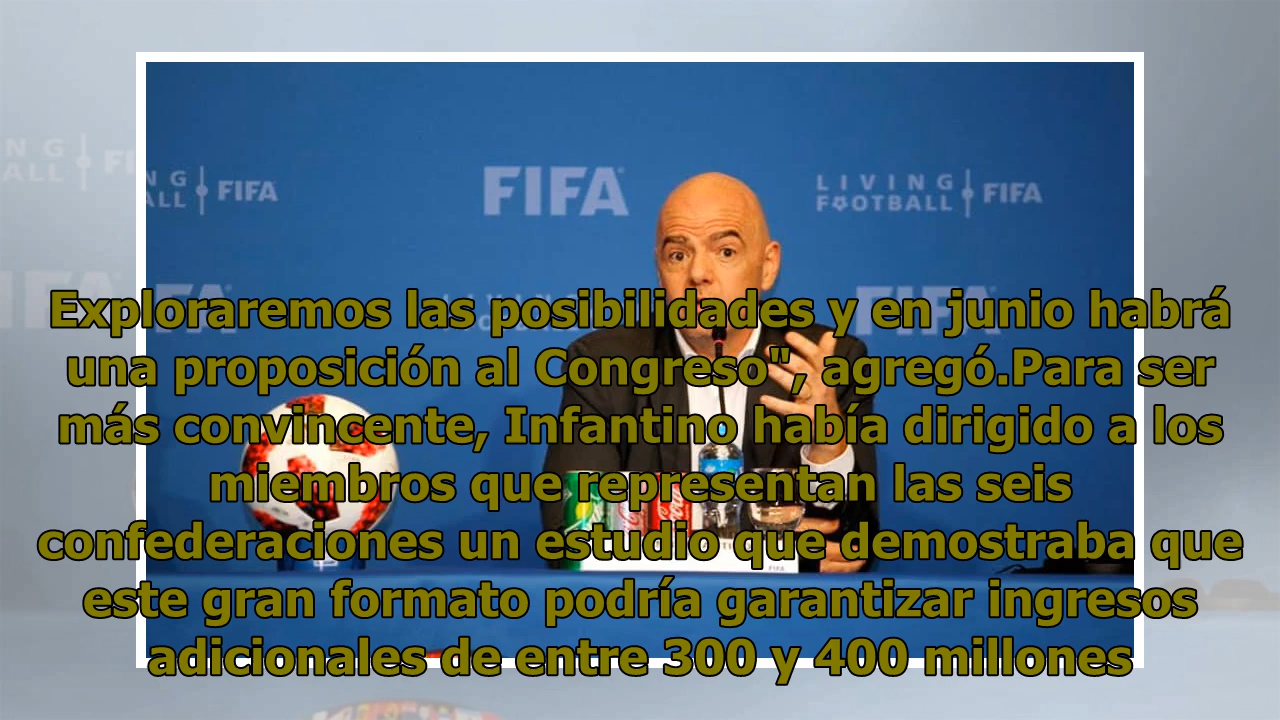 LIVING
FOOTBALL
FIFA
FIFA
LIVING
FOOTBALL
FIFA
Exploraremos las posibilidades y en junio habrá
una proposición al Congreso", agregó.Para ser
más convincente, Infantino había dirigido a los
miembros que representan las seis
confederaciones un estudio que demostraba que
este gran formato podría garantizar ingresos
adicionales de entre 300 y 400 millones